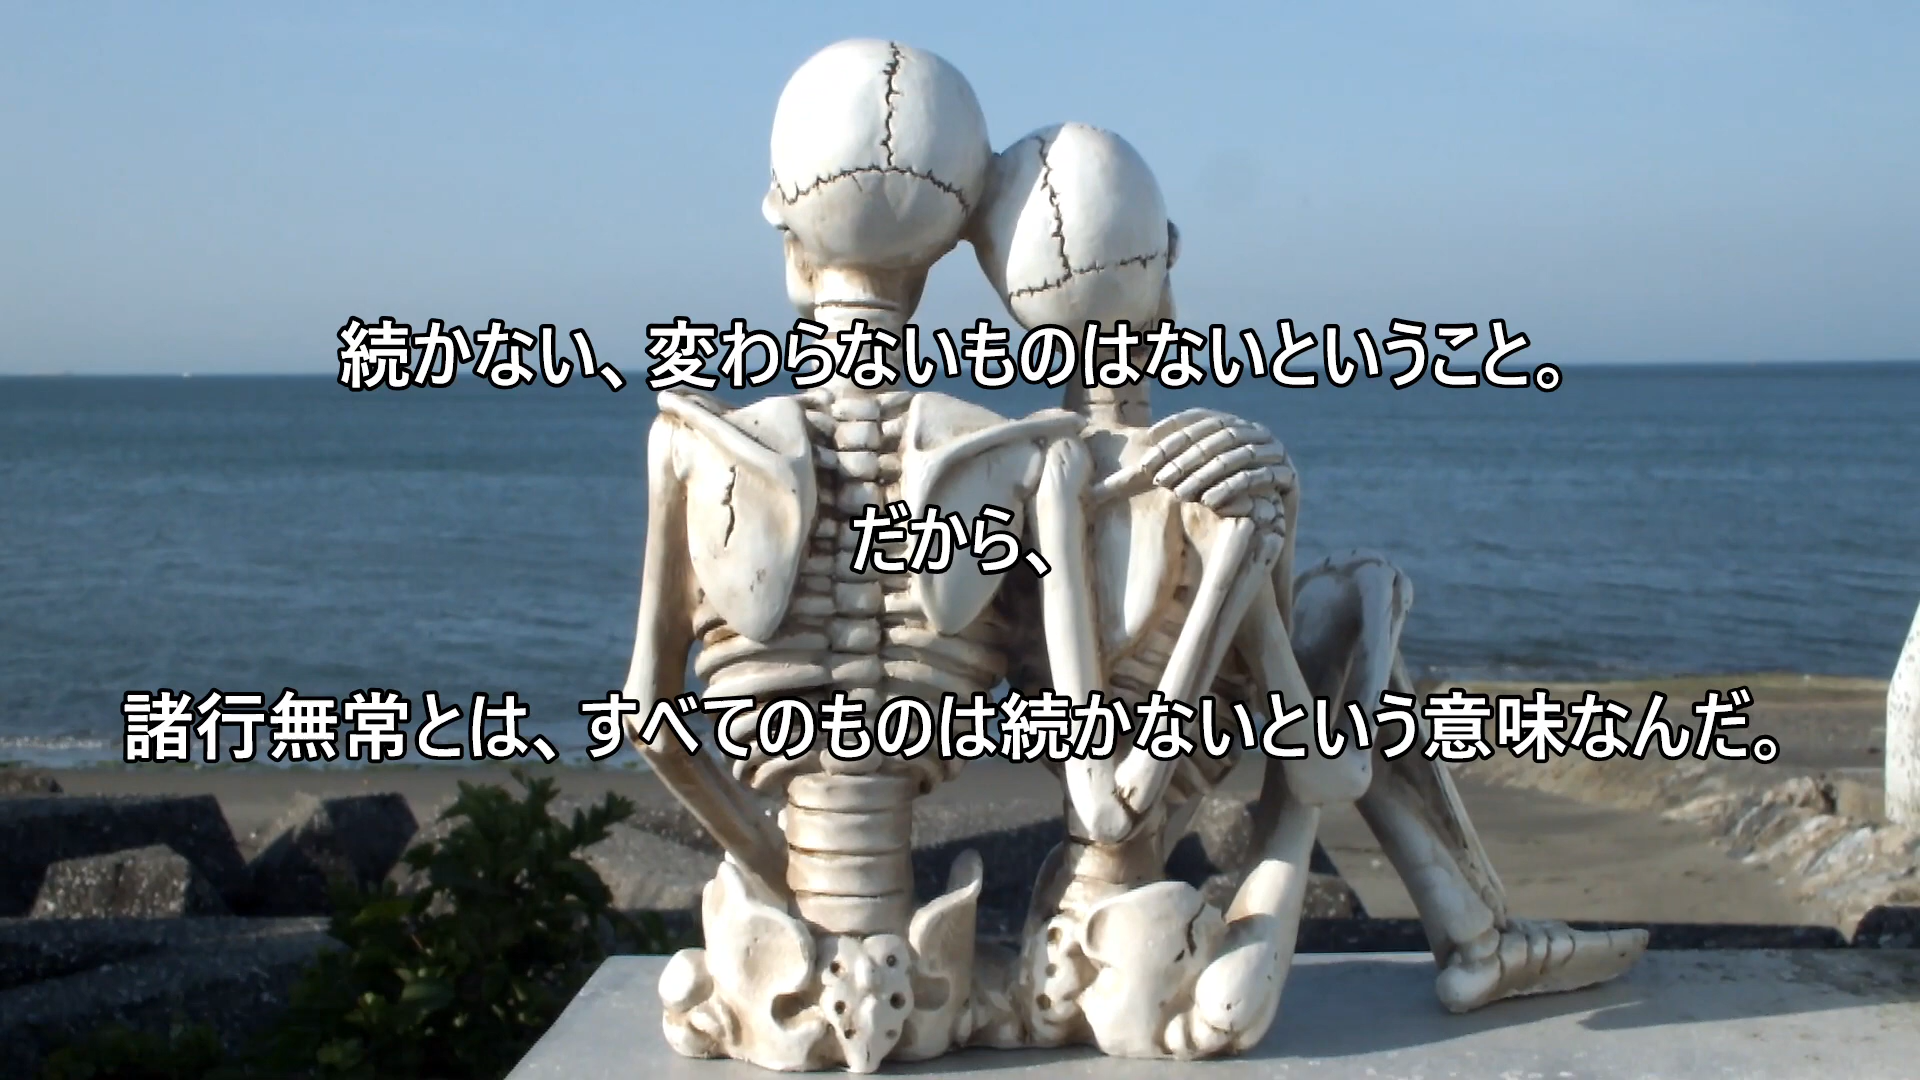 続かない、変わらないものはないということ。
だから、
諸行無常とは、すべてのものは続かないという意味なんだ。